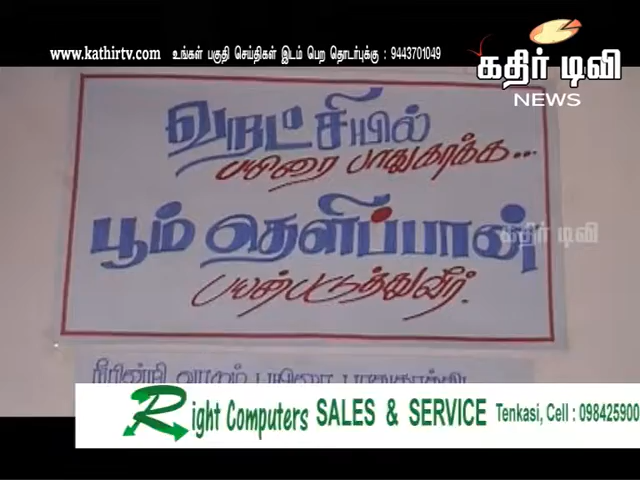 www.kathirtv.com உங்கள் பகுதி செய்திகள் இடம் பெற தொடர்புக்கு : 9443701049
கதிர் டிவி
NEWS
வறட்சியில்
பயிரை பாதுகாக்க...
பூம் தெளிப்பான்
கதிர் டிவி
பயன்படுத்துவீர்.
பயிரை பாதுகாக்கிட
Right Computers SALES & SERVICE Tenkasi, Cell : 098425900